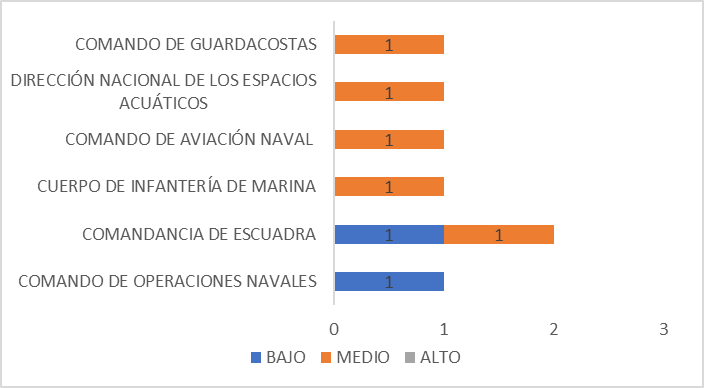 COMANDO DE GUARDACOSTAS
1
DIRECCIÓN NACIONAL DE LOS ESPACIOS
ACUÁTICOS
1
COMANDO DE AVIACIÓN NAVAL
1
CUERPO DE INFANTERÍA DE MARINA
1
COMANDANCIA DE ESCUADRA
1 1
COMANDO DE OPERACIONES NAVALES
1
0 1 2 3
BAJO MEDIO ALTO